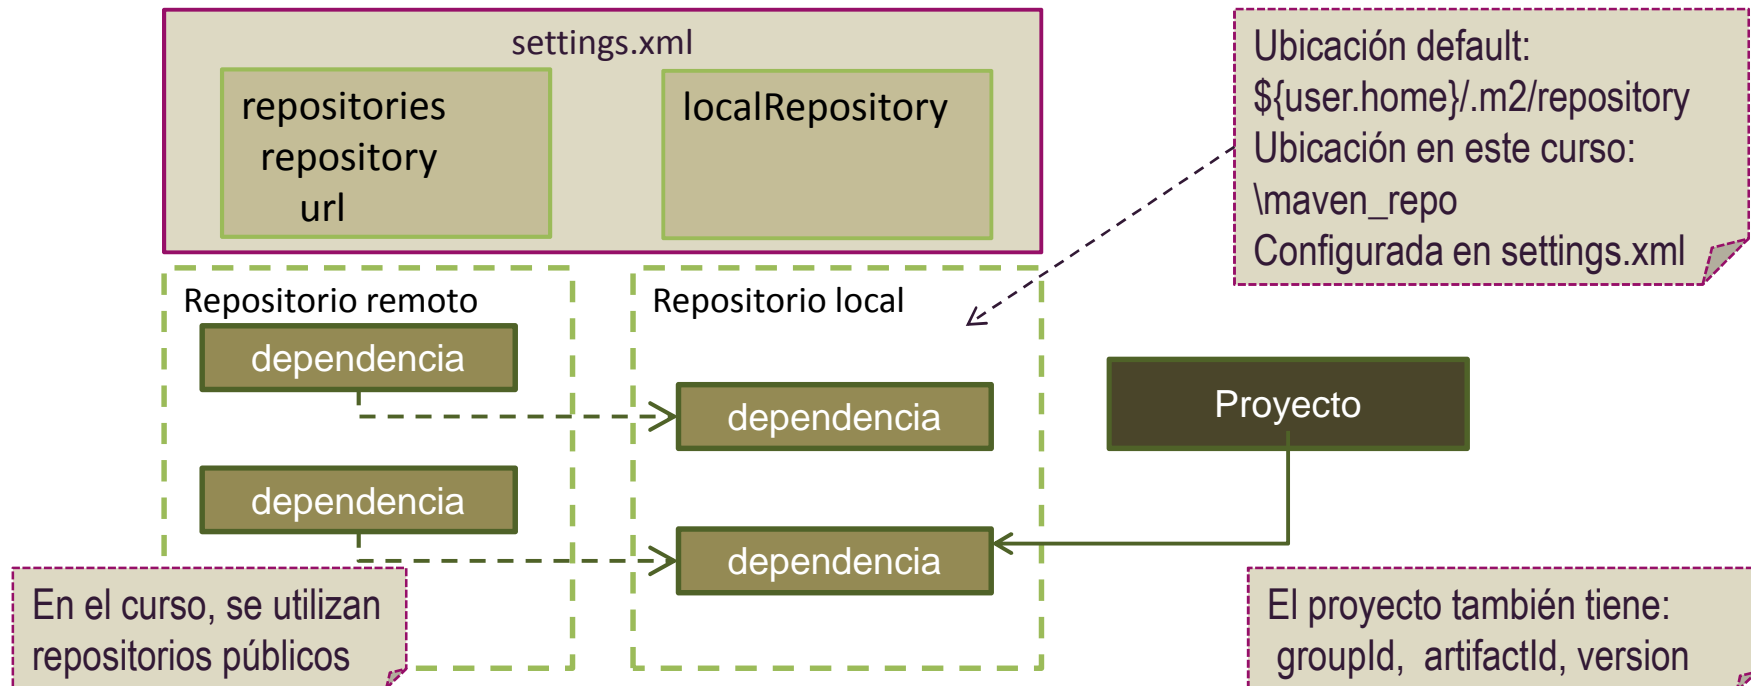 settings.xml
repositories
repository
url
localRepository
Ubicación default:
${user.home}/.m2/repository
Ubicación en este curso:
\maven_repo
Configurada en settings.xml
Repositorio remoto
dependencia
dependencia
Repositorio local
dependencia
dependencia
Proyecto
En el curso, se utilizan
repositorios públicos
El proyecto también tiene:
groupId, artifactId, version